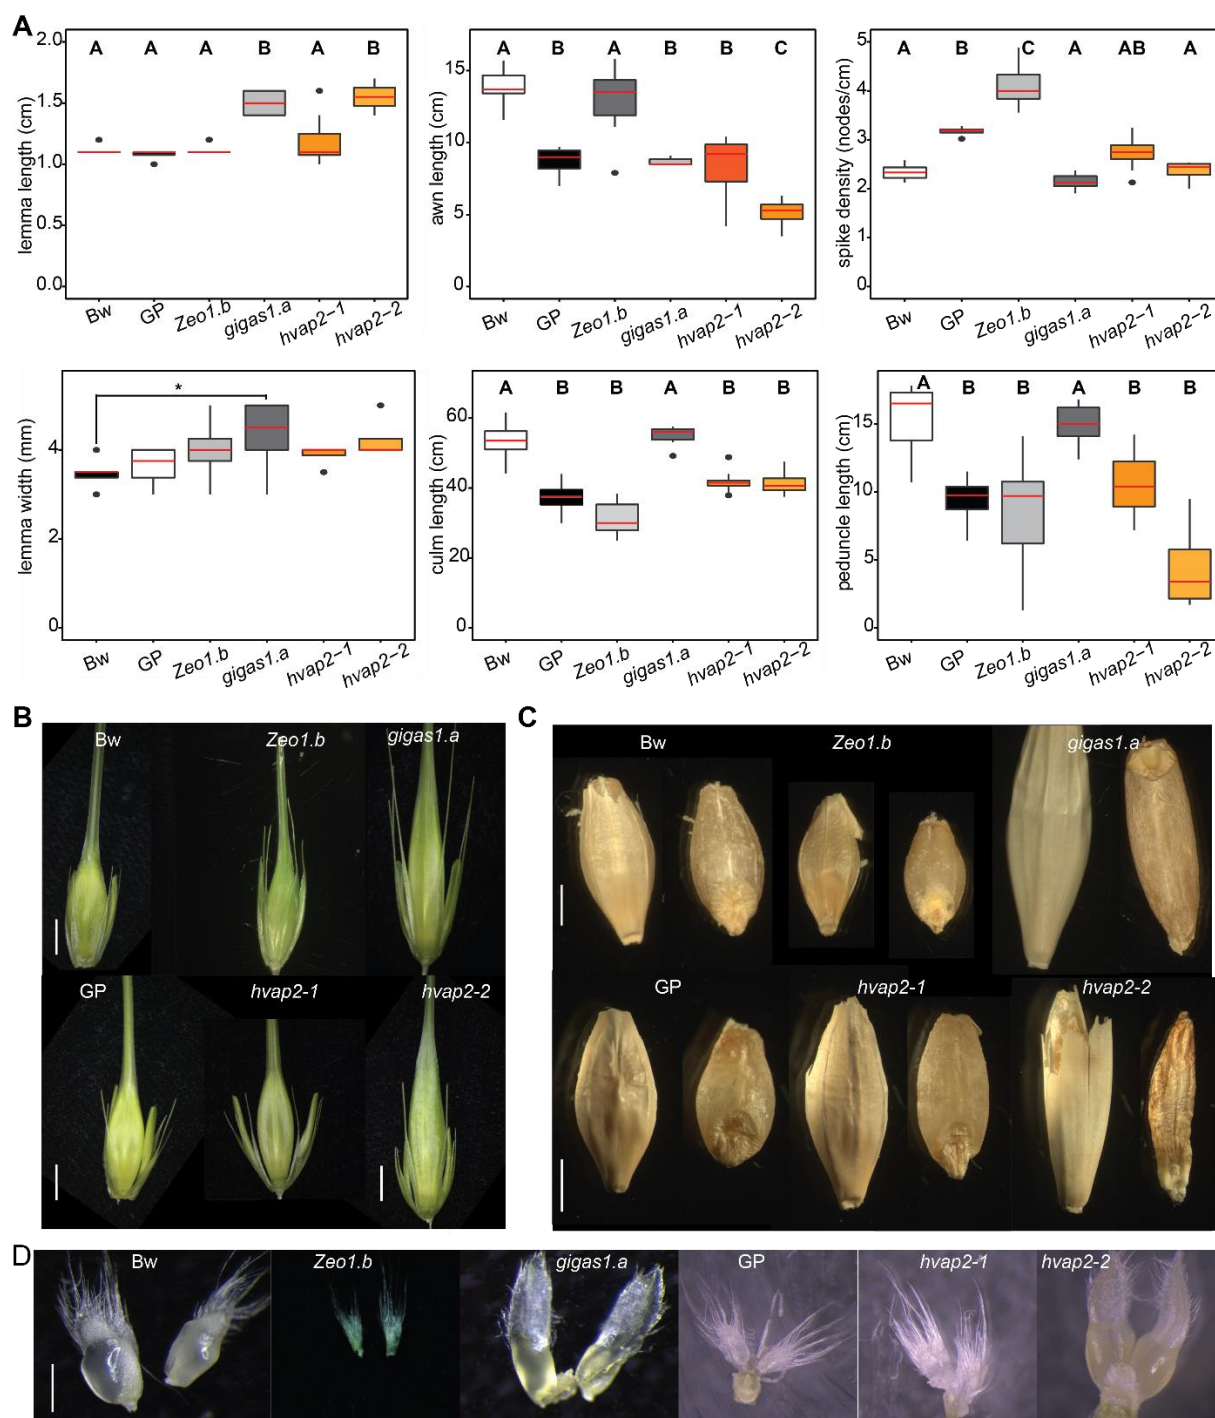 A
lemma length (cm)
2.0
1.5
1.0
0.5
0.0
A A A B A B
Bw GP Zeo1.b gigas1.a hvap2−1 hvap2−2
awn length (cm)
15
10
5
0
A B A B B C
Bw GP Zeo1.b gigas1.a hvap2−1 hvap2−2
spike density (nodes/cm)
5
4
3
2
1
0
A B C A AB A
Bw GP Zeo1.b gigas1.a hvap2−1 hvap2−2
lemma width (mm)
4
2
0
*
Bw GP Zeo1.b gigas1.a hvap2−1 hvap2−2
culm length (cm)
60
40
20
0
A B B A B B
Bw GP Zeo1.b gigas1.a hvap2−1 hvap2−2
peduncle length (cm)
15
10
5
0
A B B A B B
Bw GP Zeo1.b gigas1.a hvap2−1 hvap2−2
B
Bw Zeo1.b gigas1.a
GP hvap2-1 hvap2-2
C
Bw Zeo1.b gigas1.a
GP hvap2-1 hvap2-2
D
Bw Zeo1.b gigas1.a GP hvap2-1 hvap2-2